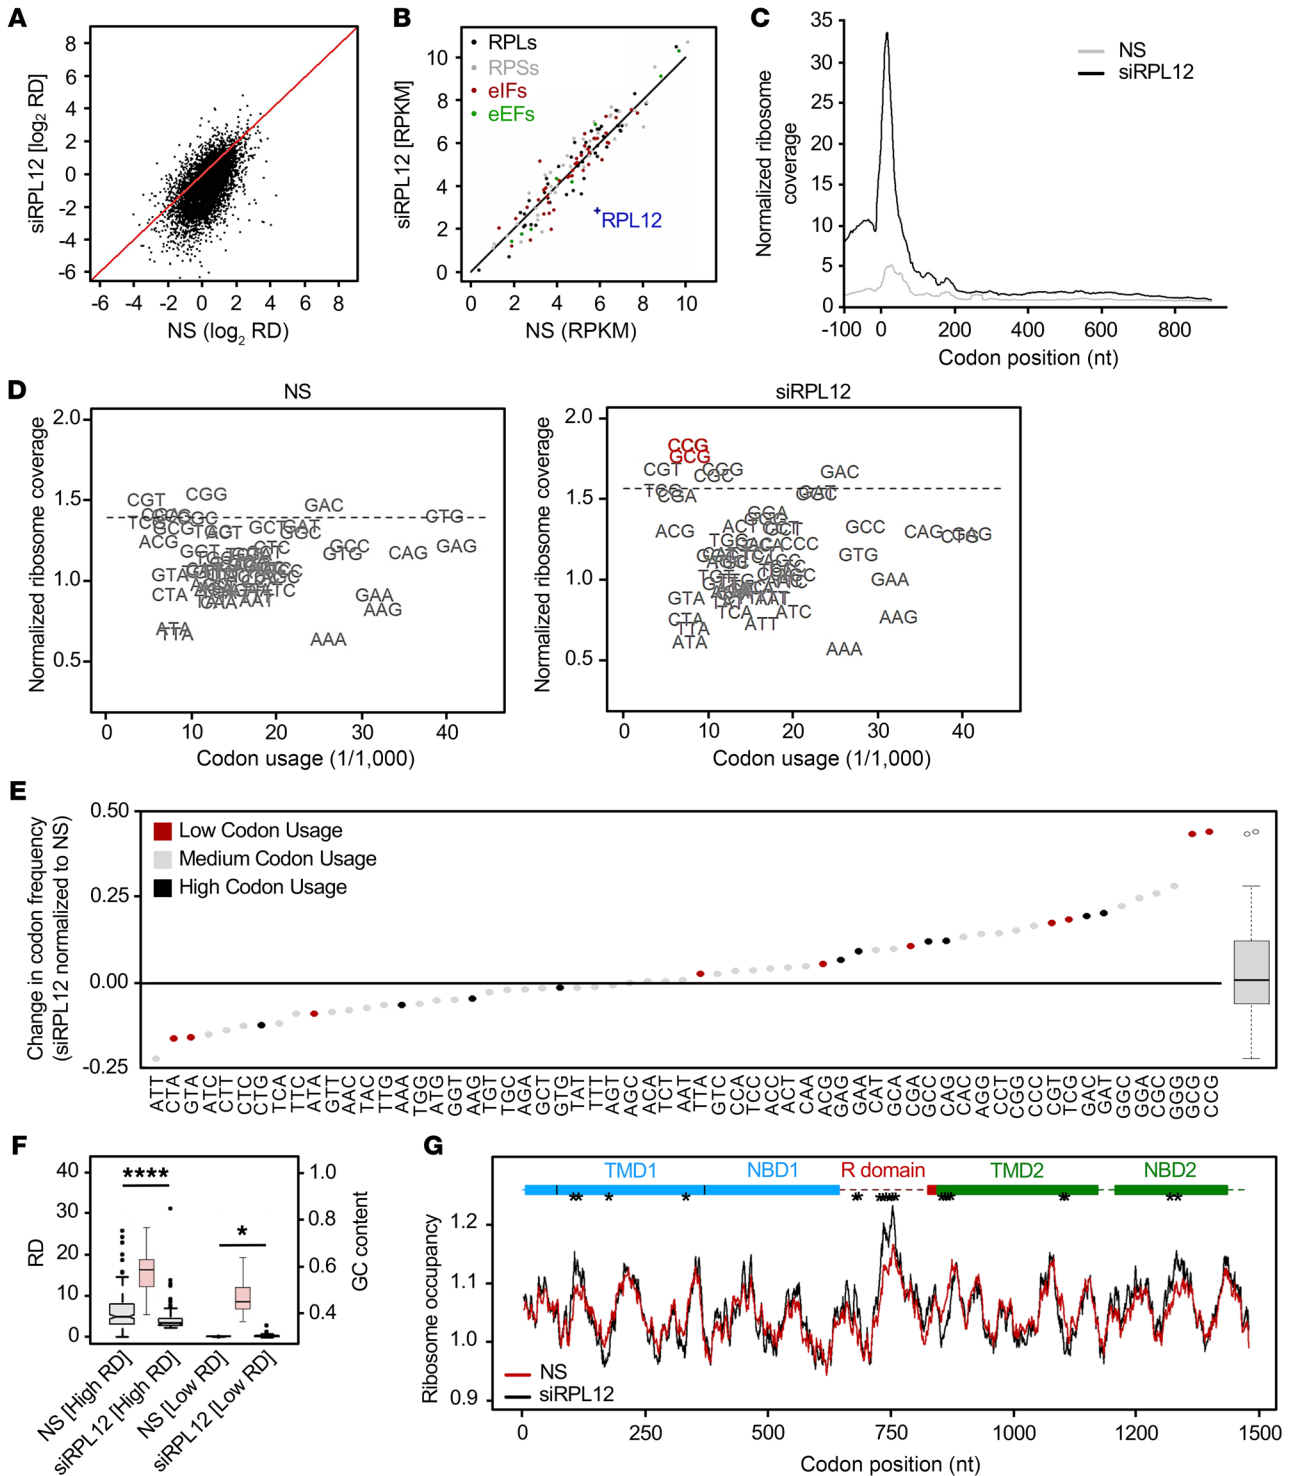 A
8
6
4
2
0
-2
-4
-6
siRPL12 [log2 RD]
-6 -4 -2 0 2 4 6 8
NS (log2 RD)
B
RPLs
RPSs
eIFs
eEFs
+RPL12
10
8
6
4
2
0
siRPL12 [RPKM]
0 2 4 6 8 10
NS (RPKM)
C
NS
siRPL12
35
30
25
20
15
10
5
0
Normalized ribosome
coverage
-100 0 200 400 600 800
Codon position (nt)
D
NS
2.0
1.5
1.0
0.5
Normalized ribosome coverage
CGT
CGG
GAC
GTG
GAG
CAG
GCC
GTG
ACG
GTA
CTA
GAA
AAG
ATA
TTA
AAA
0 10 20 30 40
Codon usage (1/1,000)
siRPL12
2.0
1.5
1.0
0.5
Normalized ribosome coverage
CCG
GCG
CGT
CGG
CGC
GAC
TCG
CGA
GAT
GGC
ACG
GGA
GCC
CAG
CTG
GAG
GTG
CCC
GAA
GTA
CTA
TTA
ATA
TCA
ATC
ATT
AAG
AAA
0 10 20 30 40
Codon usage (1/1,000)
E
0.50
0.25
0.00
-0.25
Change in codon frequency
(siRPL12 normalized to NS)
Low Codon Usage
Medium Codon Usage
High Codon Usage
ATT CTA GTA ATC CTT CTC CTG TCA TTC ATA GTT AAC TAC TTG AAA TGG ATG GGT AAG TGT TGC AGA GCT GTG TAT TTT AGT AGC ACA TCT AAT TTA GTC CCA TCC ACC ACT CAA ACG GAG GAA CAT GCA CGA GCC CAG CAC AGG CCT CGC CCC CGT TCG GAC GAT GGC GGA CGC GGG GCG CCG
F
40
30
20
10
0
RD
****
*
1.0
0.8
0.6
0.4
GC content
NS [High RD]
siRPL12 [High RD]
NS [Low RD]
siRPL12 [Low RD]
G
TMD1 NBD1 R domain TMD2 NBD2
1.2
1.1
1.0
0.9
Ribosome occupancy
NS
siRPL12
0 250 500 750 1000 1200 1500
Codon position (nt)